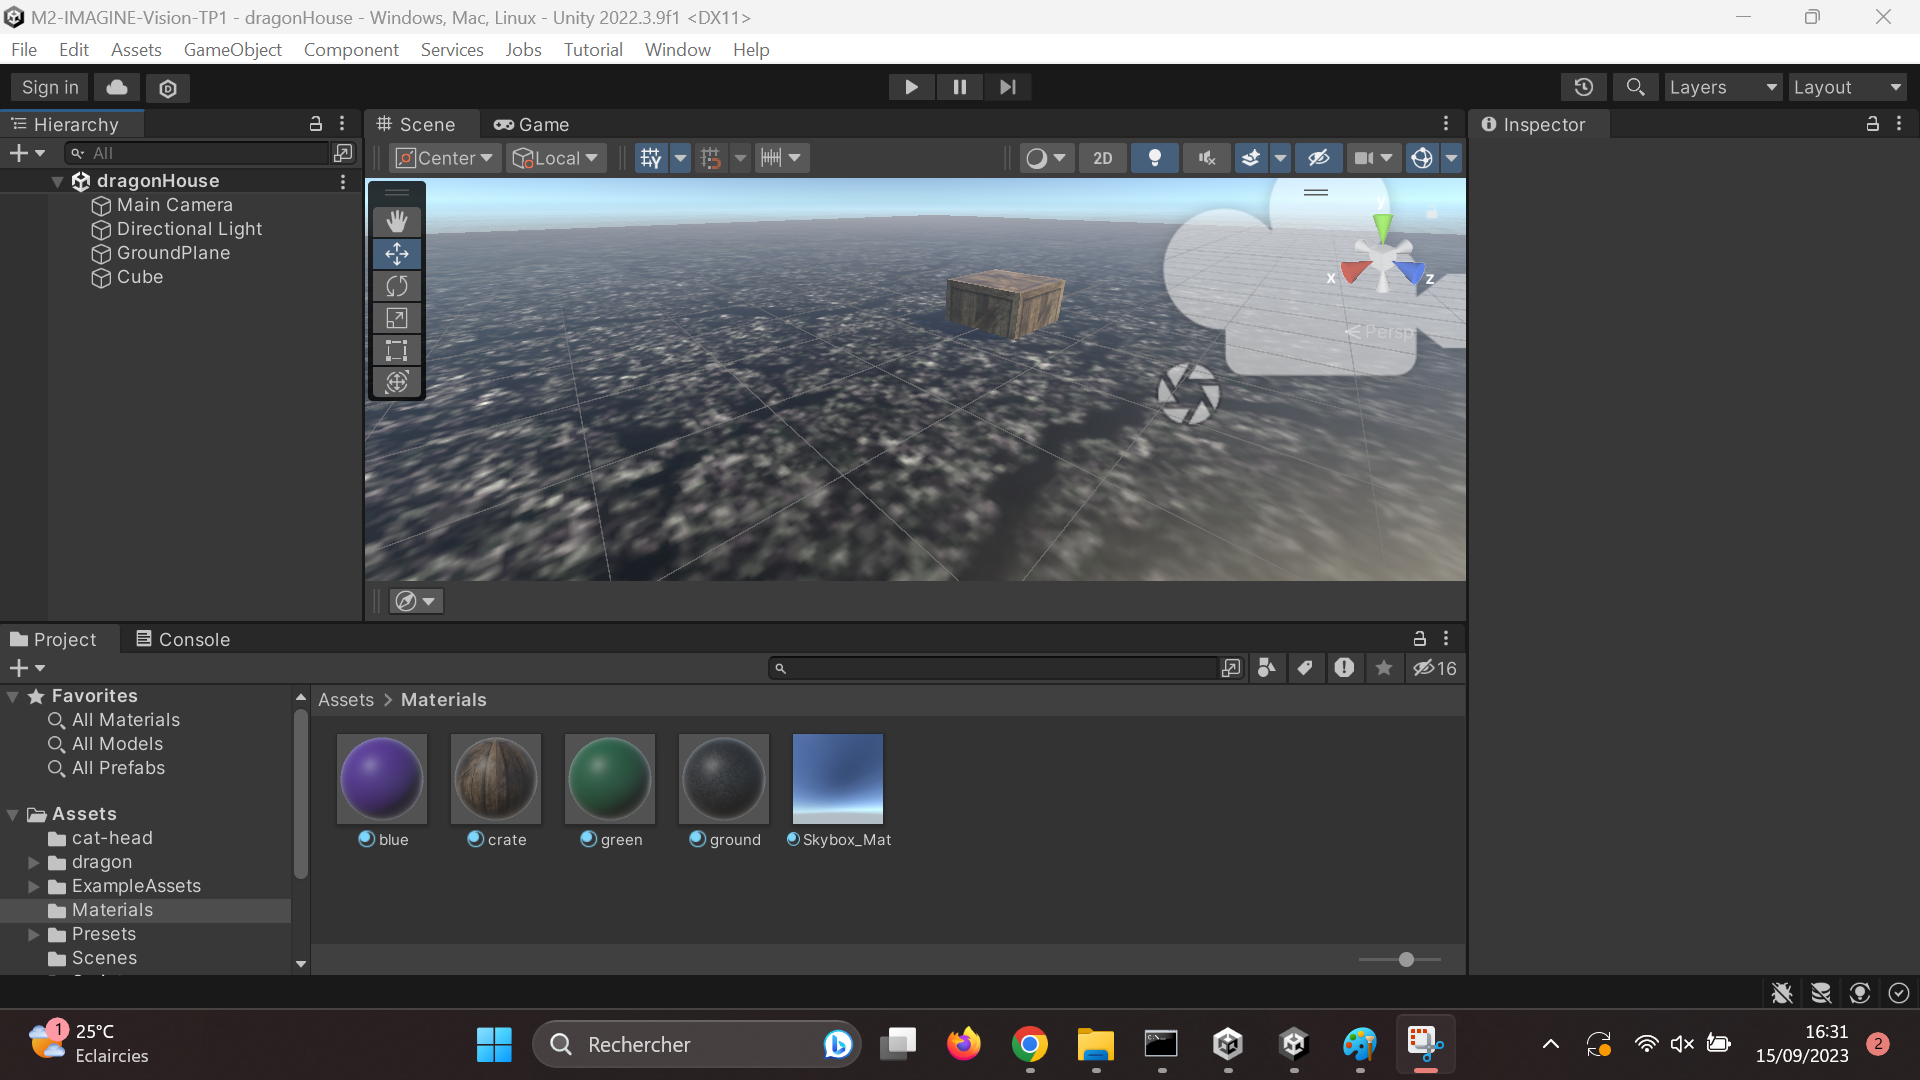 M2-IMAGINE-Vision-TP1 - dragonHouse - Windows, Mac, Linux - Unity 2022.3.9f1 <DX11>
File Edit Assets GameObject Component Services Jobs Tutorial Window Help
Sign in Layers Layout
Hierarchy
All
dragonHouse
Main Camera
Directional Light
GroundPlane
Cube
Scene Game
Center Local 2D
y
x z
Persp
Inspector
Project Console
16
Favorites
All Materials
All Models
All Prefabs
Assets
cat-head
dragon
ExampleAssets
Materials
Presets
Scenes
Assets > Materials
blue crate green ground Skybox_Mat
1 25°C
Eclaircies
Rechercher
16:31
15/09/2023
2